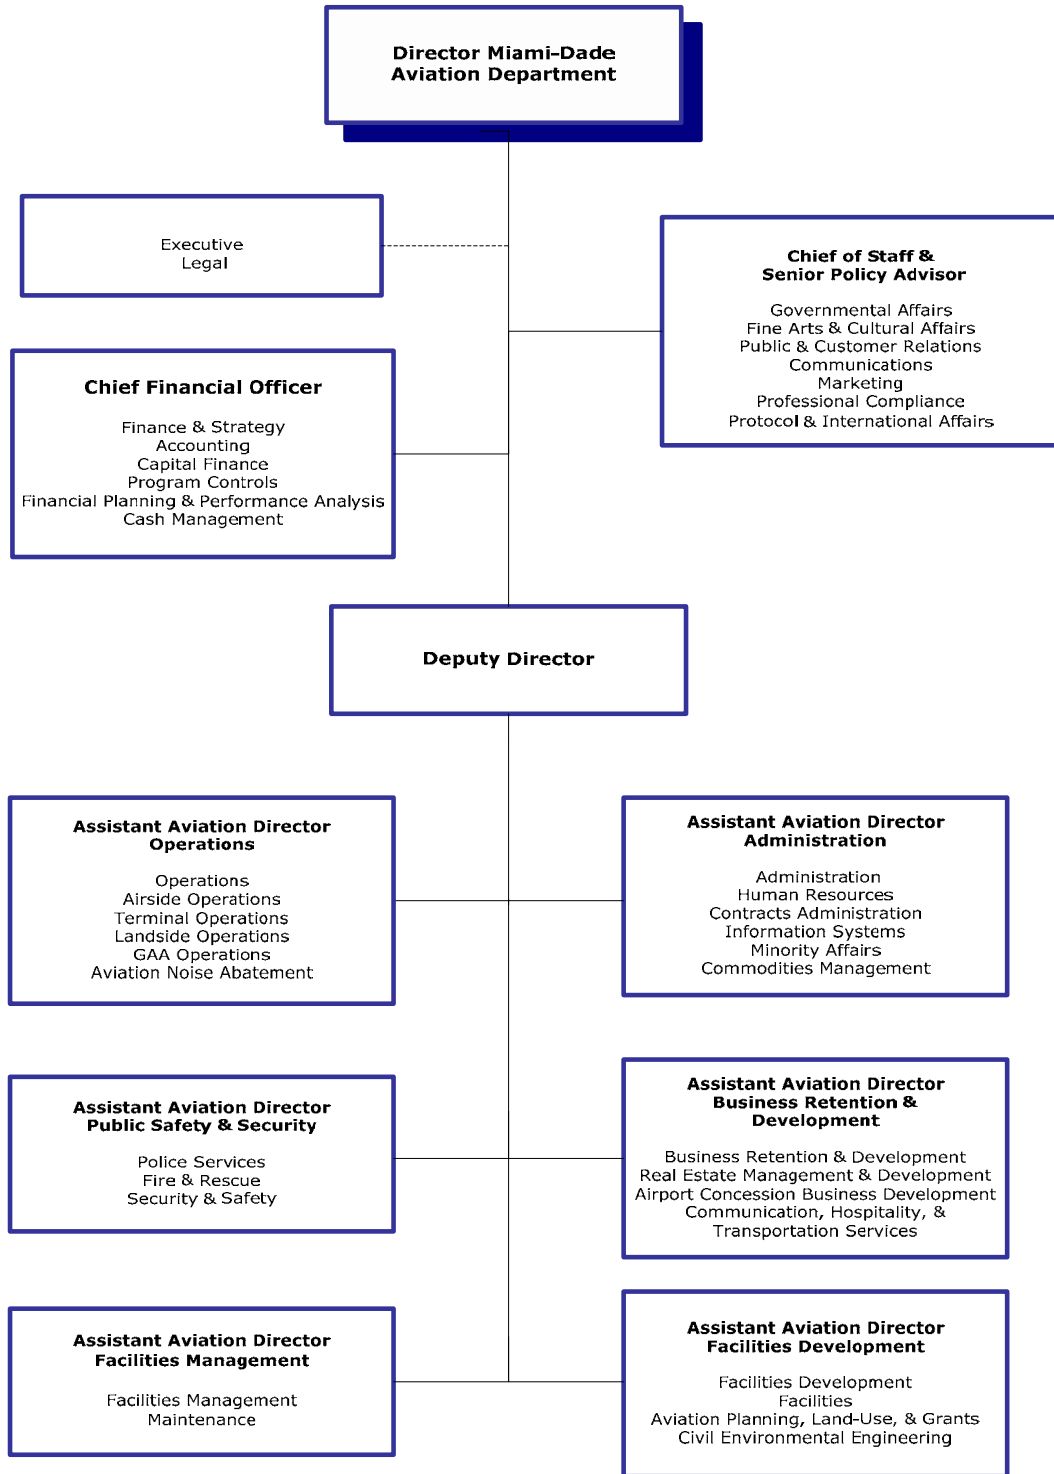 Director Miami-Dade
Aviation Department
Executive
Legal
Chief of Staff &
Senior Policy Advisor
Governmental Affairs
Fine Arts & Cultural Affairs
Public & Customer Relations
Communications
Marketing
Professional Compliance
Protocol & International Affairs
Chief Financial Officer
Finance & Strategy
Accounting
Capital Finance
Program Controls
Financial Planning & Performance Analysis
Cash Management
Deputy Director
Assistant Aviation Director
Operations
Operations
Airside Operations
Terminal Operations
Landside Operations
GAA Operations
Aviation Noise Abatement
Assistant Aviation Director
Administration
Administration
Human Resources
Contracts Administration
Information Systems
Minority Affairs
Commodities Management
Assistant Aviation Director
Public Safety & Security
Police Services
Fire & Rescue
Security & Safety
Assistant Aviation Director
Business Retention &
Development
Business Retention & Development
Real Estate Management & Development
Airport Concession Business Development
Communication, Hospitality, &
Transportation Services
Assistant Aviation Director
Facilities Management
Facilities Management
Maintenance
Assistant Aviation Director
Facilities Development
Facilities Development
Facilities
Aviation Planning, Land-Use, & Grants
Civil Environmental Engineering